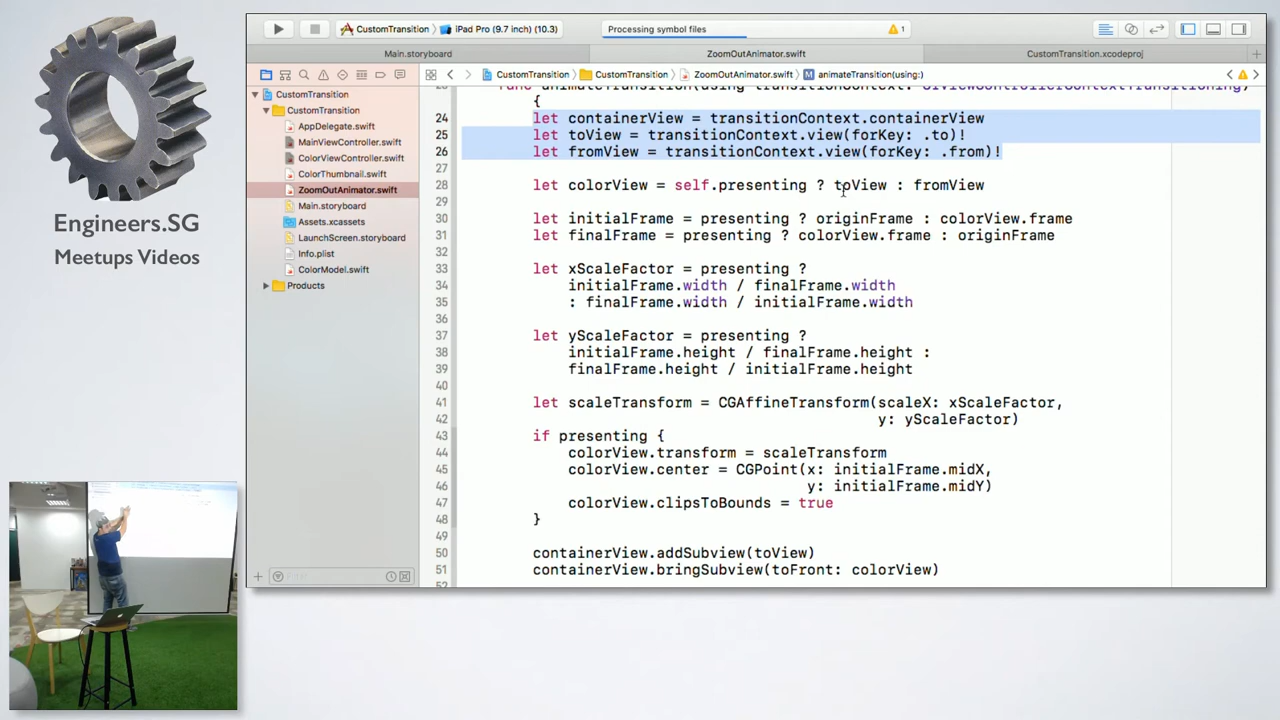 CustomTransition
iPad Pro (9.7 inch) (10.3)
Processing symbol files
1
Main.storyboard
ZoomOutAnimator.swift
CustomTransition.xcodeproj
CustomTransition
CustomTransition
ZoomOutAnimator.swift
M
animateTransition(using:)
CustomTransition
CustomTransition
AppDelegate.swift
MainViewController.swift
ColorViewController.swift
ColorThumbnail.swift
ZoomOutAnimator.swift
Main.storyboard
Assets.xcassets
LaunchScreen.storyboard
Info.plist
ColorModel.swift
Products
{
24 let containerView = transitionContext.containerView
25 let toView = transitionContext.view(forKey: .to)!
26 let fromView = transitionContext.view(forKey: .from)!
27
28 let colorView = self.presenting ? toView : fromView
29
30 let initialFrame = presenting ? originFrame : colorView.frame
31 let finalFrame = presenting ? colorView.frame : originFrame
32
33 let xScaleFactor = presenting ?
34 initialFrame.width / finalFrame.width
35 : finalFrame.width / initialFrame.width
36
37 let yScaleFactor = presenting ?
38 initialFrame.height / finalFrame.height :
39 finalFrame.height / initialFrame.height
40
41 let scaleTransform = CGAffineTransform(scaleX: xScaleFactor,
42 y: yScaleFactor)
43 if presenting {
44 colorView.transform = scaleTransform
45 colorView.center = CGPoint(x: initialFrame.midX,
46 y: initialFrame.midY)
47 colorView.clipsToBounds = true
48 }
49
50 containerView.addSubview(toView)
51 containerView.bringSubview(toFront: colorView)
Engineers.SG
Meetups Videos